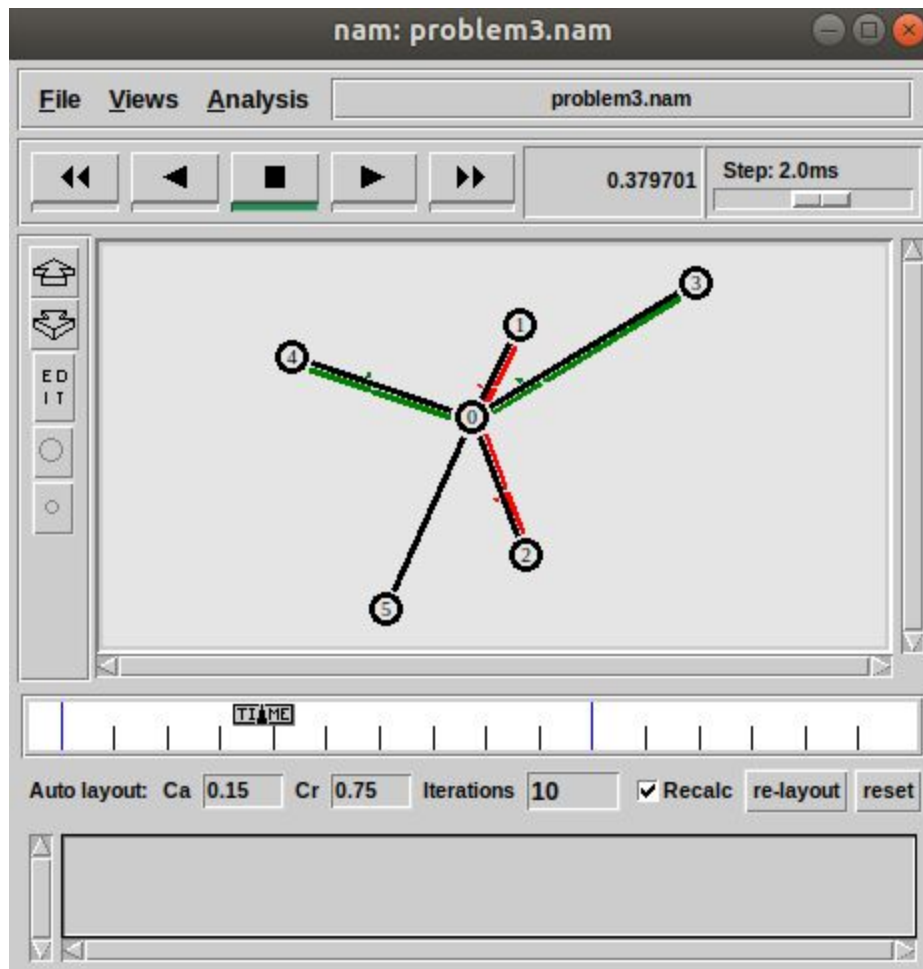 nam: problem3.nam
File Views Analysis problem3.nam
0.379701 Step: 2.0ms
3
1
4
ED
IT
0
2
5
TIME
Auto layout: Ca 0.15 Cr 0.75 Iterations 10 Recalc re-layout reset